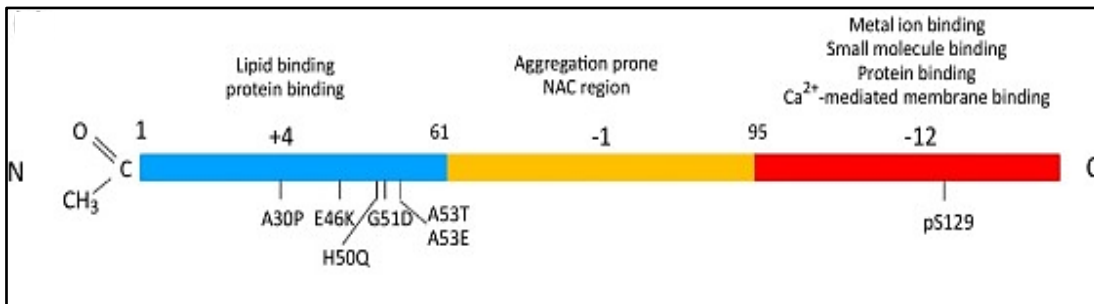 Metal ion binding
Small molecule binding
Protein binding
Ca²⁺-mediated membrane binding
Lipid binding
protein binding
Aggregation prone
NAC region
O 1 +4 61 -1 95 -12
N C
CH₃
A30P E46K G51D A53T
A53E
H50Q
pS129